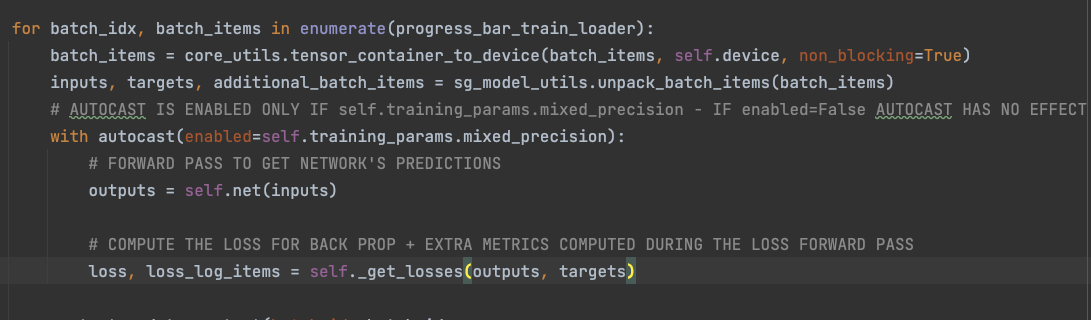 for batch_idx, batch_items in enumerate(progress_bar_train_loader):
batch_items = core_utils.tensor_container_to_device(batch_items, self.device, non_blocking=True)
inputs, targets, additional_batch_items = sg_model_utils.unpack_batch_items(batch_items)
# AUTOCAST IS ENABLED ONLY IF self.training_params.mixed_precision - IF enabled=False AUTOCAST HAS NO EFFECT
with autocast(enabled=self.training_params.mixed_precision):
# FORWARD PASS TO GET NETWORK'S PREDICTIONS
outputs = self.net(inputs)
# COMPUTE THE LOSS FOR BACK PROP + EXTRA METRICS COMPUTED DURING THE LOSS FORWARD PASS
loss, loss_log_items = self._get_losses(outputs, targets)